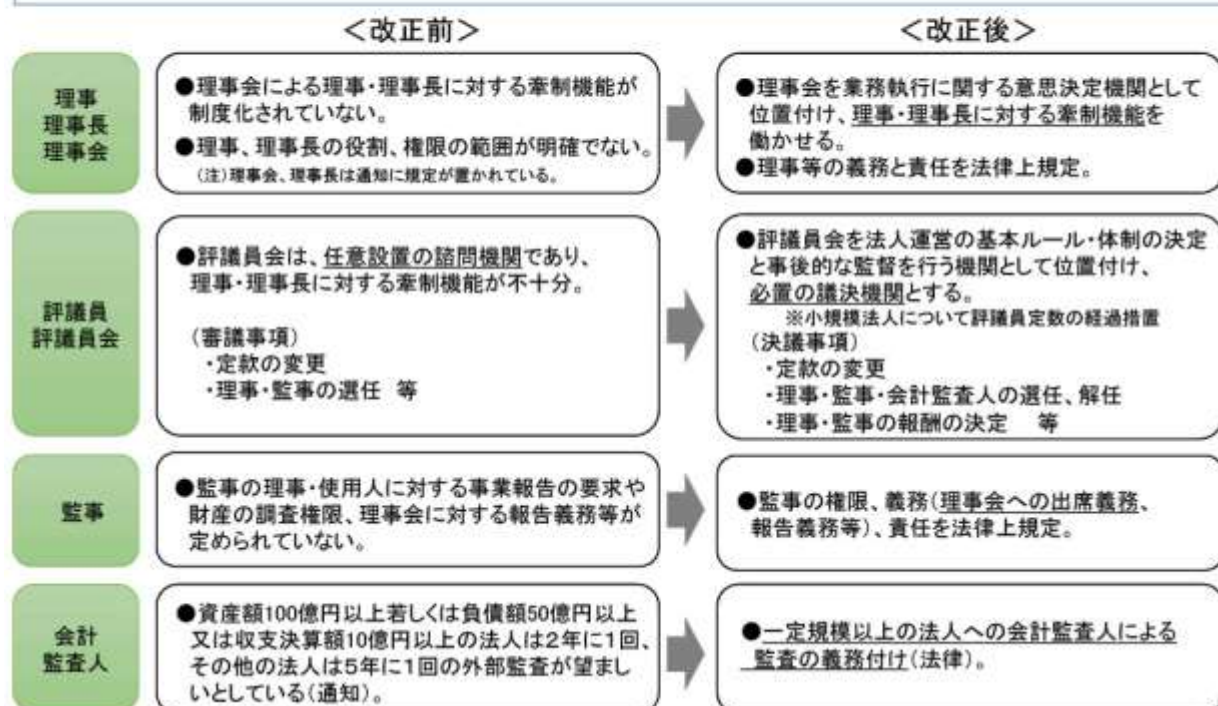 <改正前>
<改正後>
理事
理事長
理事会
●理事会による理事・理事長に対する牽制機能が
制度化されていない。
●理事、理事長の役割、権限の範囲が明確でない。
(注)理事会、理事長は通知に規定が置かれている。
●理事会を業務執行に関する意思決定機関として
位置付け、理事・理事長に対する牽制機能を
働かせる。
●理事等の義務と責任を法律上規定。
評議員
評議員会
●評議員会は、任意設置の諮問機関であり、
理事・理事長に対する牽制機能が不十分。
(審議事項)
・定款の変更
・理事・監事の選任 等
●評議員会を法人運営の基本ルール・体制の決定
と事後的な監督を行う機関として位置付け、
必置の議決機関とする。
※小規模法人について評議員定数の経過措置
(決議事項)
・定款の変更
・理事・監事・会計監査人の選任、解任
・理事・監事の報酬の決定 等
監事
●監事の理事・使用人に対する事業報告の要求や
財産の調査権限、理事会に対する報告義務等が
定められていない。
●監事の権限、義務(理事会への出席義務、
報告義務等)、責任を法律上規定。
会計
監査人
●資産額100億円以上若しくは負債額50億円以上
又は収支決算額10億円以上の法人は2年に1回、
その他の法人は5年に1回の外部監査が望まし
いとしている(通知)。
●一定規模以上の法人への会計監査人による
監査の義務付け(法律)。